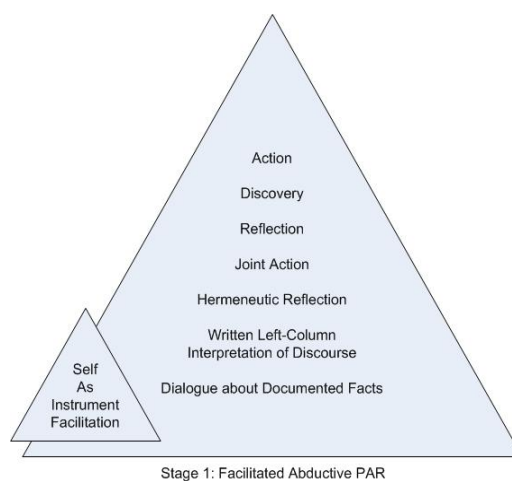 Action
Discovery
Reflection
Joint Action
Hermeneutic Reflection
Written Left-Column
Interpretation of Discourse
Dialogue about Documented Facts
Self
As
Instrument
Facilitation
Stage 1: Facilitated Abductive PAR